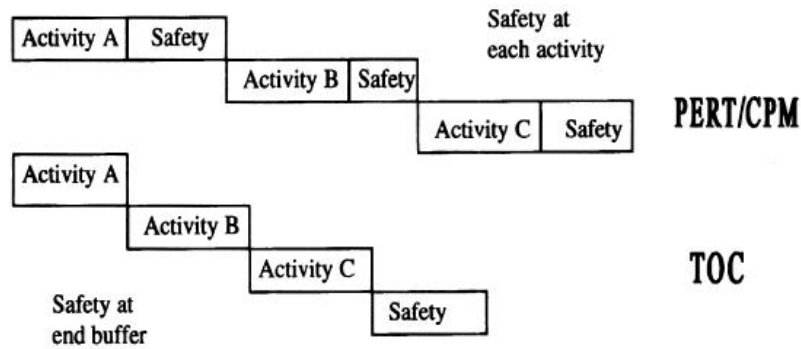 Activity A Safety
Safety at
each activity
Activity B Safety
Activity C Safety
PERT/CPM
Activity A
Activity B
Activity C
TOC
Safety at
end buffer
Safety